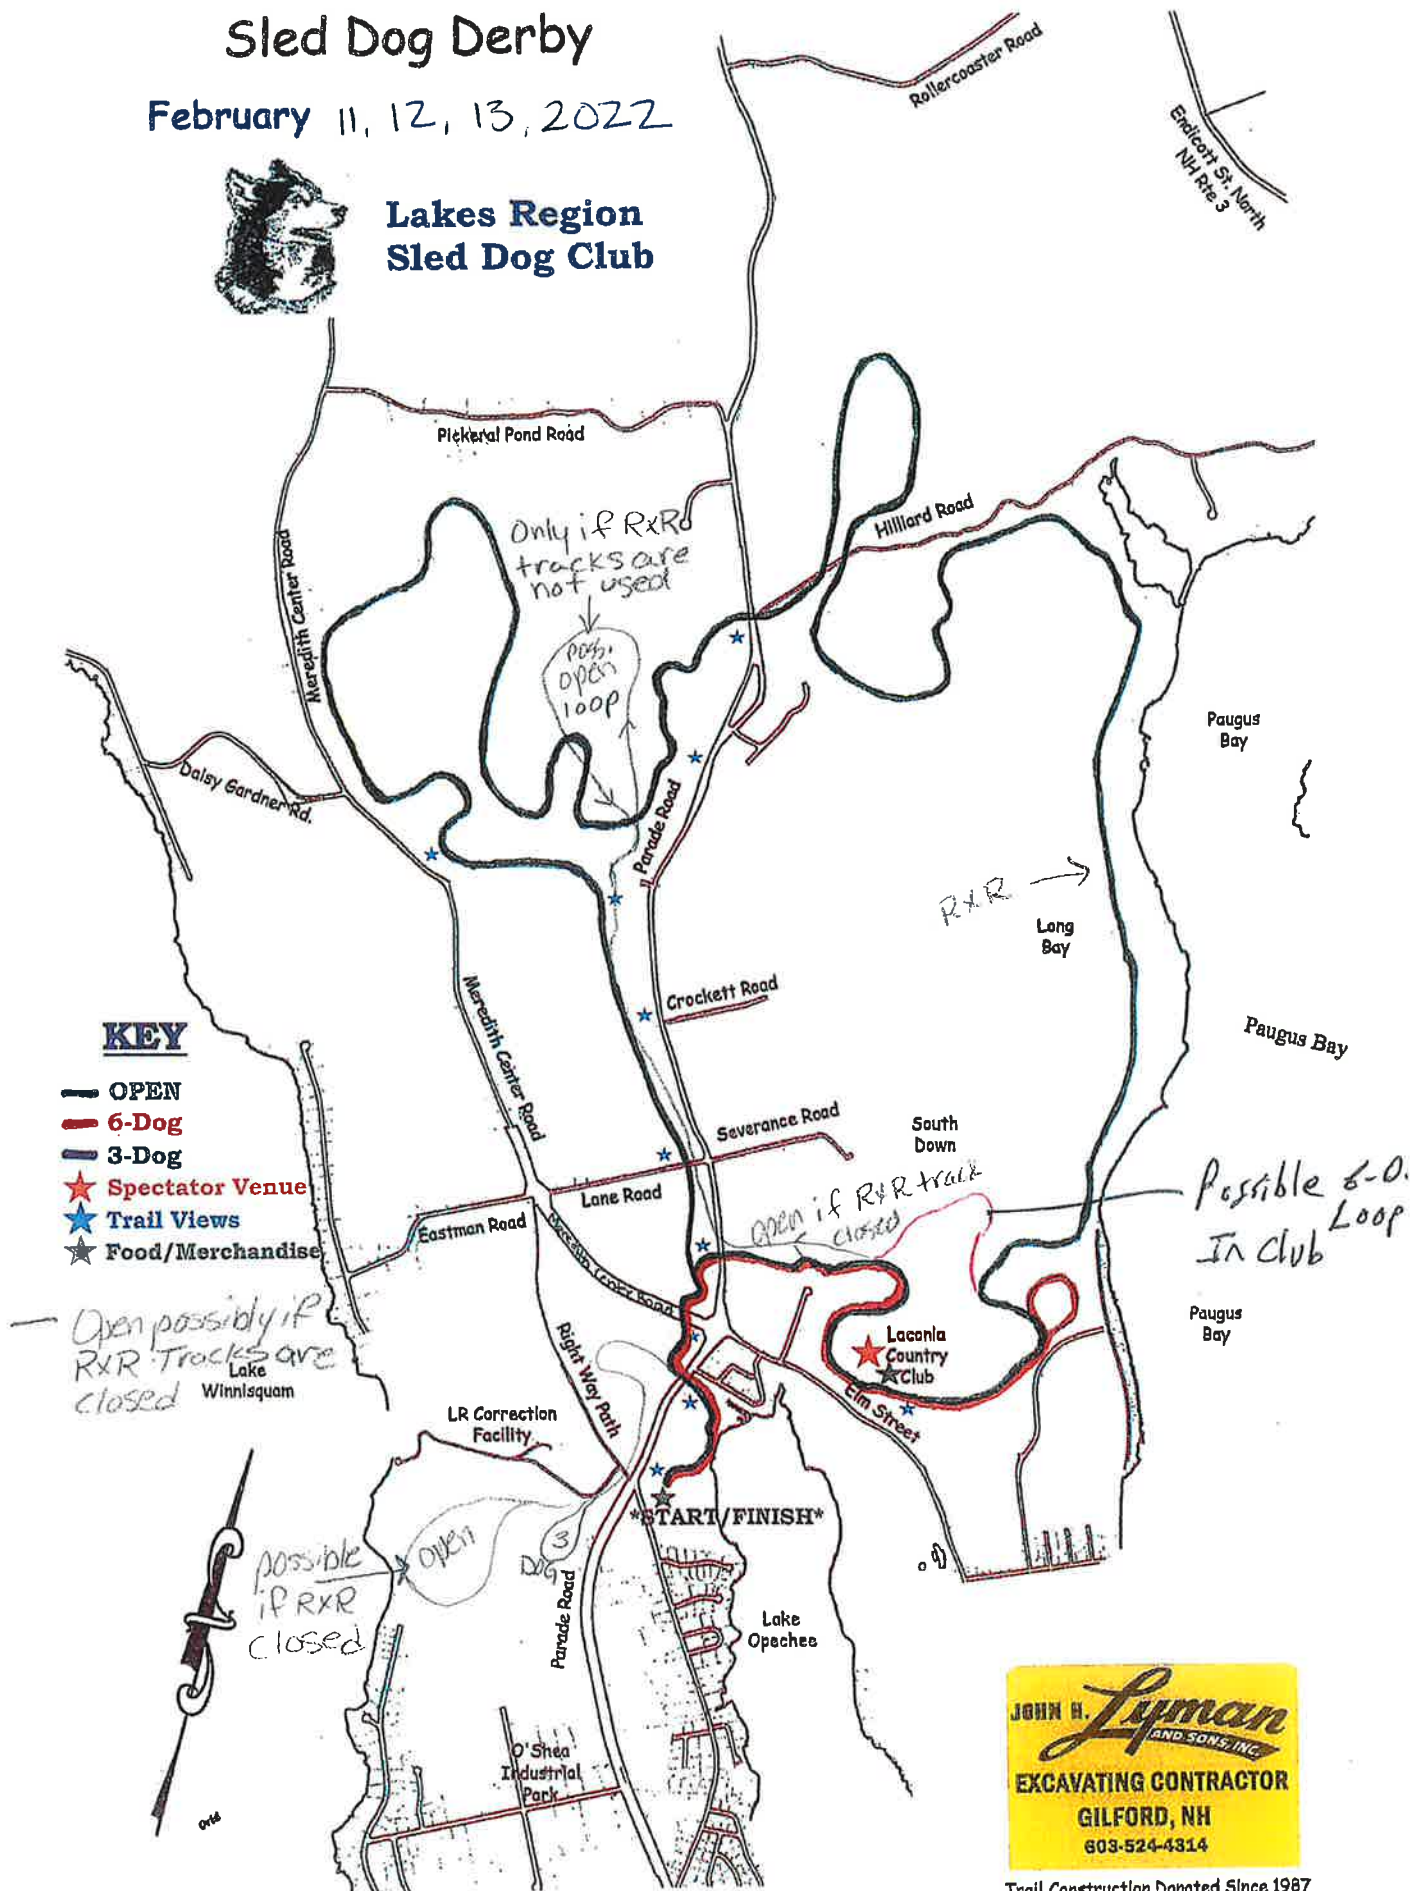 Sled Dog Derby
February 11, 12, 13, 2022
Lakes Region
Sled Dog Club
Rollercoaster Road
Endicott St. North
NH Rte 3
Pickeral Pond Road
Only if RxR
tracks are
not used
poss.
open
loop
Hilliard Road
Meredith Center Road
Daisy Gardner Rd.
Parade Road
Paugus
Bay
RxR
Long
Bay
Crockett Road
Meredith Center Road
Paugus Bay
KEY
OPEN
6-Dog
3-Dog
Spectator Venue
Trail Views
Food/Merchandise
Severance Road
South
Down
Lane Road
Eastman Road
Meredith Center Road
open if RxR track
closed
Possible 6-D.
Loop
In Club
Open possibly if
RxR Tracks are
closed
Lake
Winnisquam
Paugus
Bay
Laconia
Country
Club
Elm Street
Right Way Path
LR Correction
Facility
*START/FINISH*
possible
if RxR
closed
open
3
DOG
Parade Road
Lake
Opechee
O'Shea
Industrial
Park
JOHN H. Lyman
AND SONS, INC.
EXCAVATING CONTRACTOR
GILFORD, NH
603-524-4314
Trail Construction Donated Since 1987